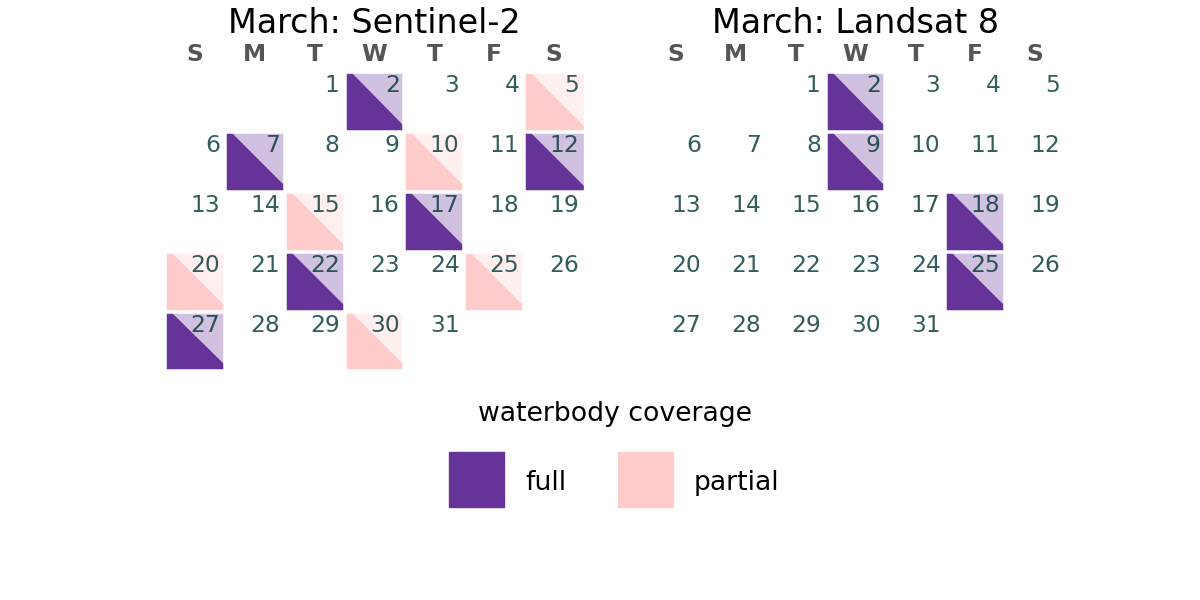 March: Sentinel-2
S M T W T F S
1 2 3 4 5
6 7 8 9 10 11 12
13 14 15 16 17 18 19
20 21 22 23 24 25 26
27 28 29 30 31
March: Landsat 8
S M T W T F S
1 2 3 4 5
6 7 8 9 10 11 12
13 14 15 16 17 18 19
20 21 22 23 24 25 26
27 28 29 30 31
waterbody coverage
full
partial